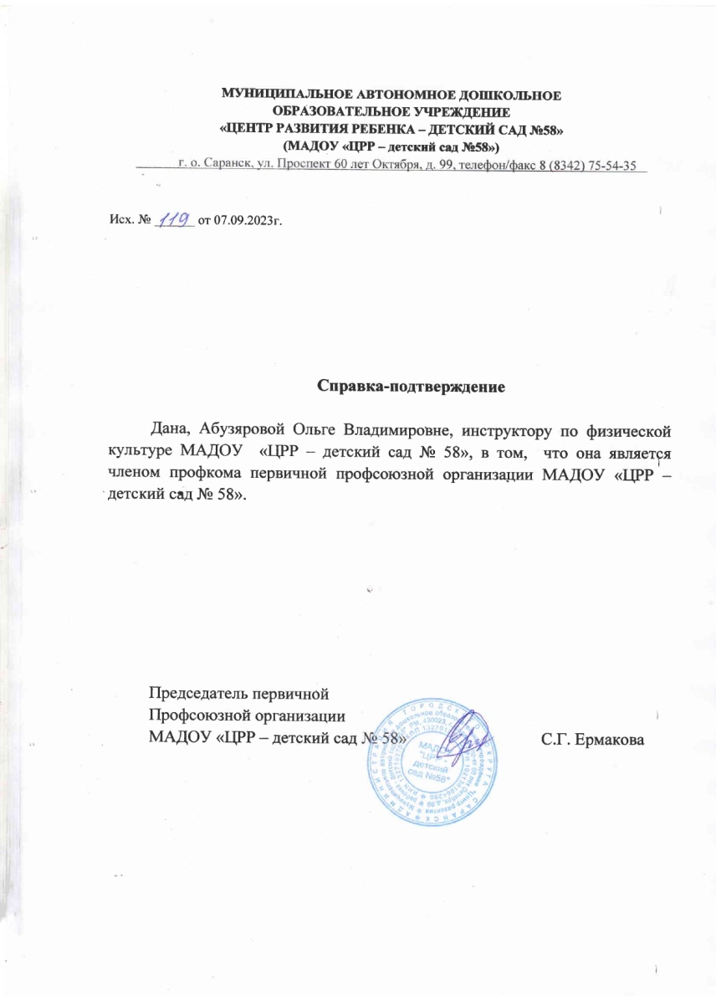 МУНИЦИПАЛЬНОЕ АВТОНОМНОЕ ДОШКОЛЬНОЕ
ОБРАЗОВАТЕЛЬНОЕ УЧРЕЖДЕНИЕ
«ЦЕНТР РАЗВИТИЯ РЕБЕНКА – ДЕТСКИЙ САД №58»
(МАДОУ «ЦРР – детский сад №58»)
г. о. Саранск, ул. Проспект 60 лет Октября, д. 99, телефон/факс 8 (8342) 75-54-35
Исх. № 119 от 07.09.2023г.
Справка-подтверждение
Дана, Абузяровой Ольге Владимировне, инструктору по физической
культуре МАДОУ «ЦРР – детский сад № 58», в том, что она является
членом профкома первичной профсоюзной организации МАДОУ «ЦРР –
детский сад № 58».
Председатель первичной
Профсоюзной организации
МАДОУ «ЦРР – детский сад № 58»
С.Г. Ермакова
МАДОУ
"ЦРР -
детский
сад №58"